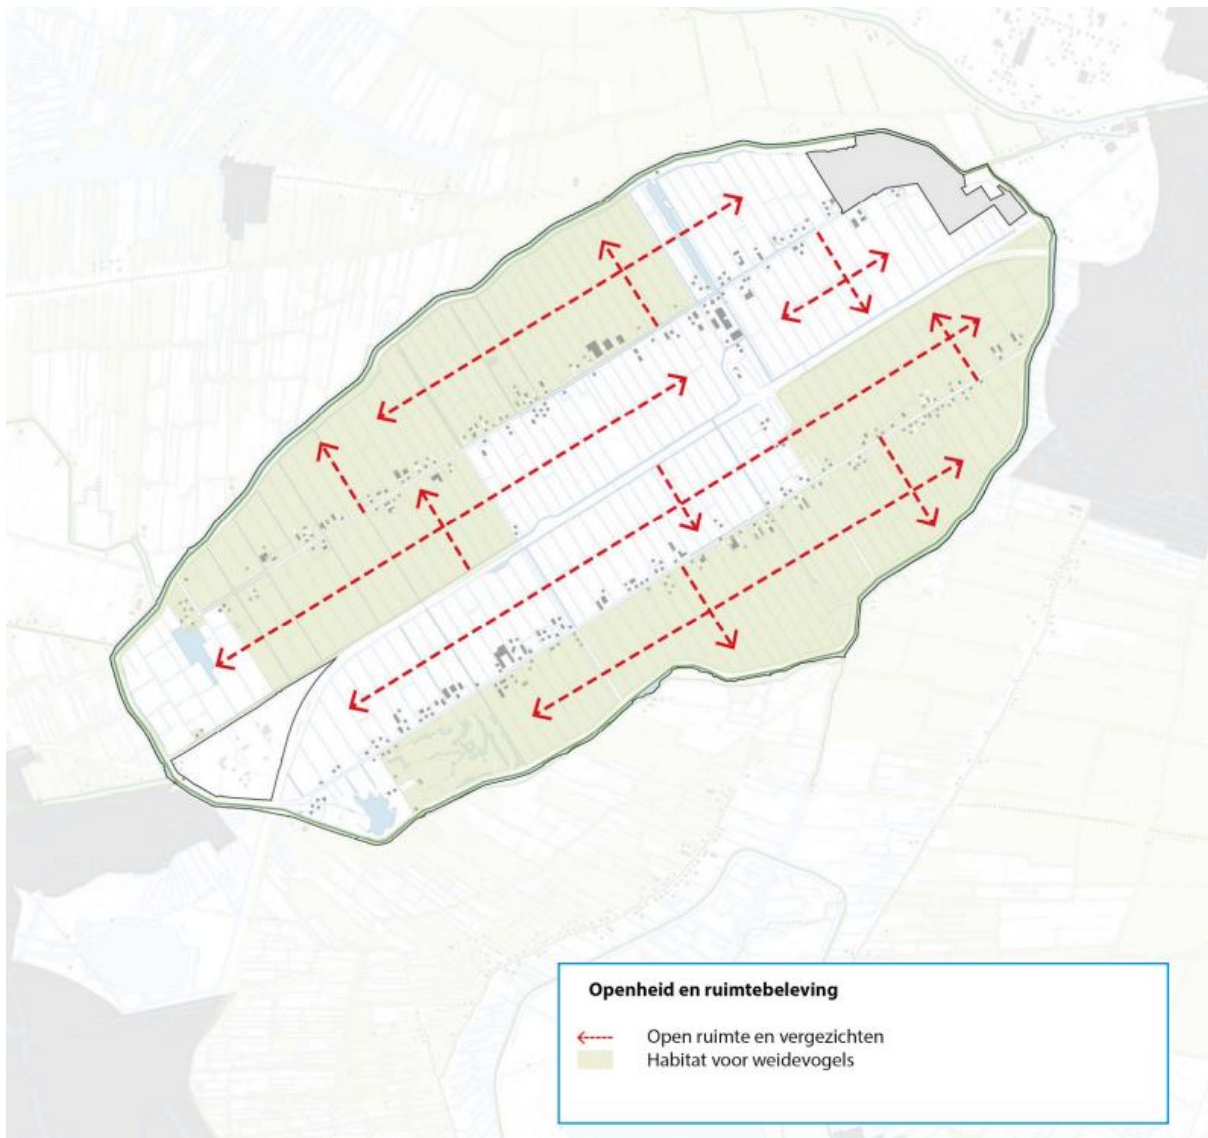 Openheid en ruimtebeleving
Open ruimte en vergezichten
Habitat voor weidevogels